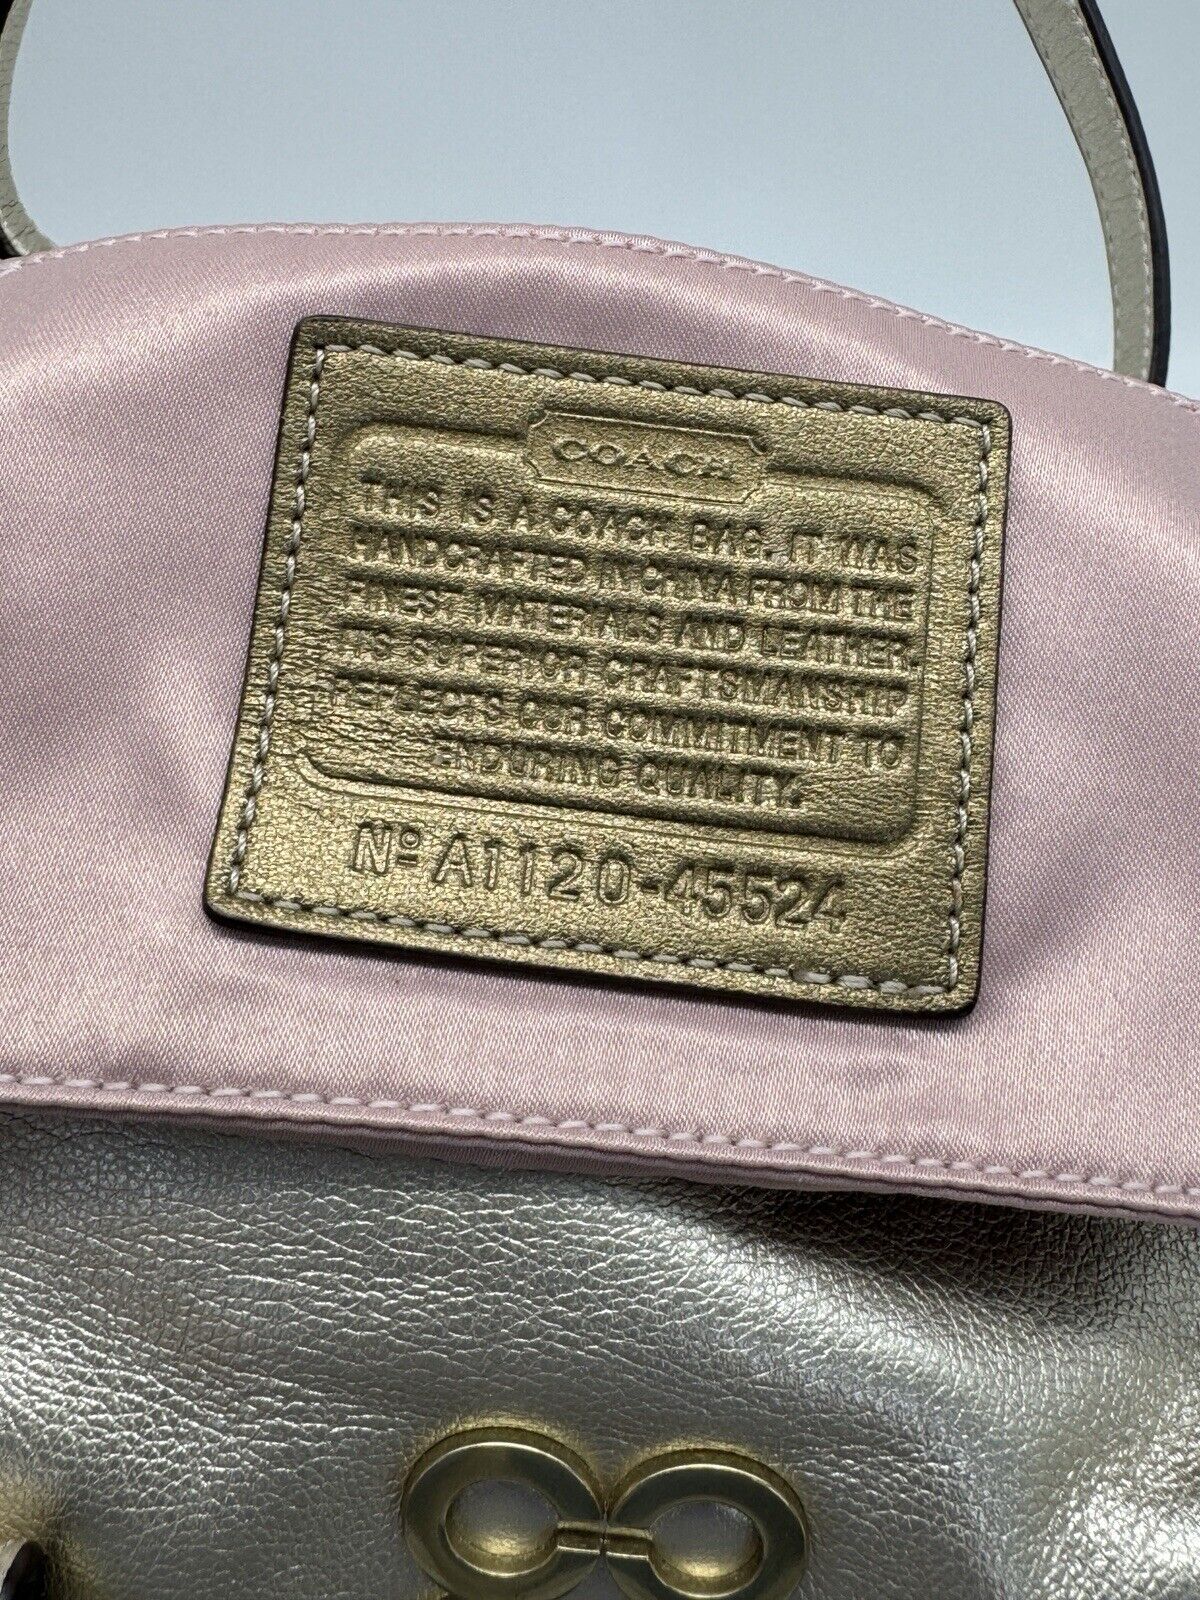 COACH
THIS IS A COACH BAG. IT WAS
HANDCRAFTED IN CHINA FROM THE
FINEST MATERIALS AND LEATHER.
ITS SUPERIOR CRAFTSMANSHIP
REFLECTS OUR COMMITMENT TO
ENDURING QUALITY.
Nº A1120-45524